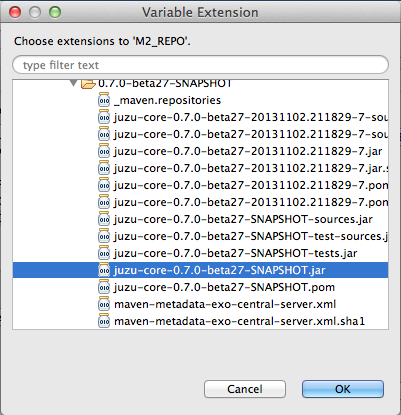 Variable Extension
Choose extensions to 'M2_REPO'.
type filter text
0.7.0-beta27-SNAPSHOT
_maven.repositories
juzu-core-0.7.0-beta27-20131102.211829-7-sou
juzu-core-0.7.0-beta27-20131102.211829-7-sou
juzu-core-0.7.0-beta27-20131102.211829-7.jar
juzu-core-0.7.0-beta27-20131102.211829-7.jar.s
juzu-core-0.7.0-beta27-20131102.211829-7.pom
juzu-core-0.7.0-beta27-20131102.211829-7.pom
juzu-core-0.7.0-beta27-SNAPSHOT-sources.jar
juzu-core-0.7.0-beta27-SNAPSHOT-test-sources.j
juzu-core-0.7.0-beta27-SNAPSHOT-tests.jar
juzu-core-0.7.0-beta27-SNAPSHOT.jar
juzu-core-0.7.0-beta27-SNAPSHOT.pom
maven-metadata-exo-central-server.xml
maven-metadata-exo-central-server.xml.sha1
Cancel
OK